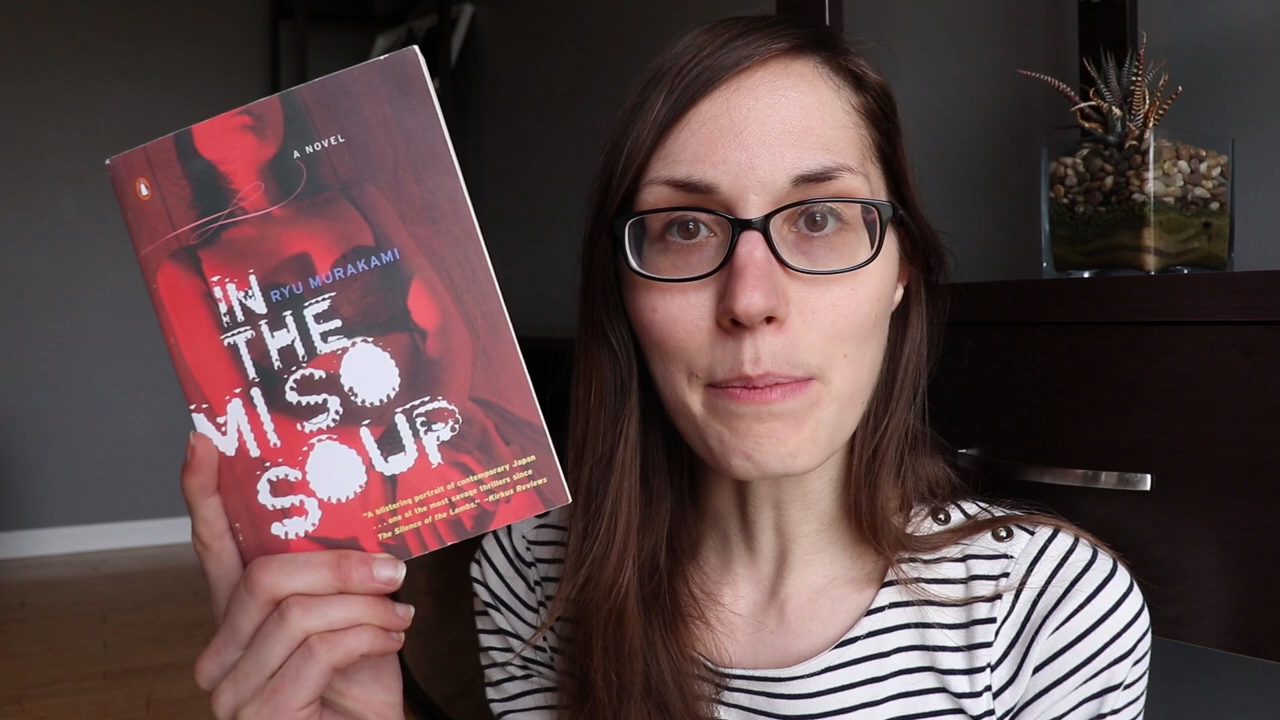 A NOVEL
RYU MURAKAMI
IN
THE
MISO
SOUP
"A blistering portrait of contemporary Japan
...one of the most savage thrillers since
The Silence of the Lambs." —Kirkus Reviews